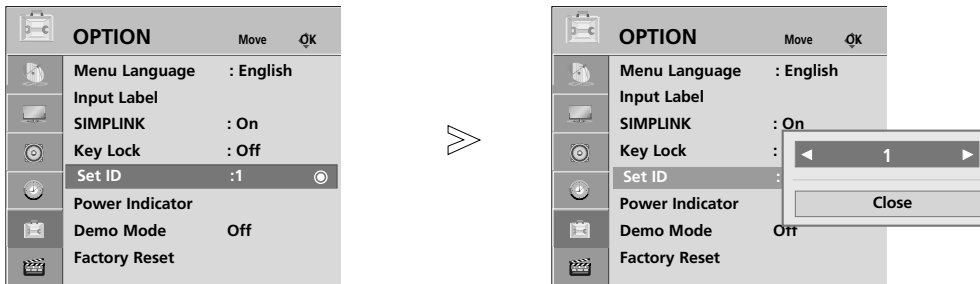 OPTION Move OK
Menu Language : English
Input Label
SIMPLINK : On
Key Lock : Off
Set ID :1
Power Indicator
Demo Mode Off
Factory Reset
OPTION Move OK
Menu Language : English
Input Label
SIMPLINK : On
Key Lock :
Set ID :
Power Indicator
Demo Mode Off
Factory Reset
◄ 1 ►
Close